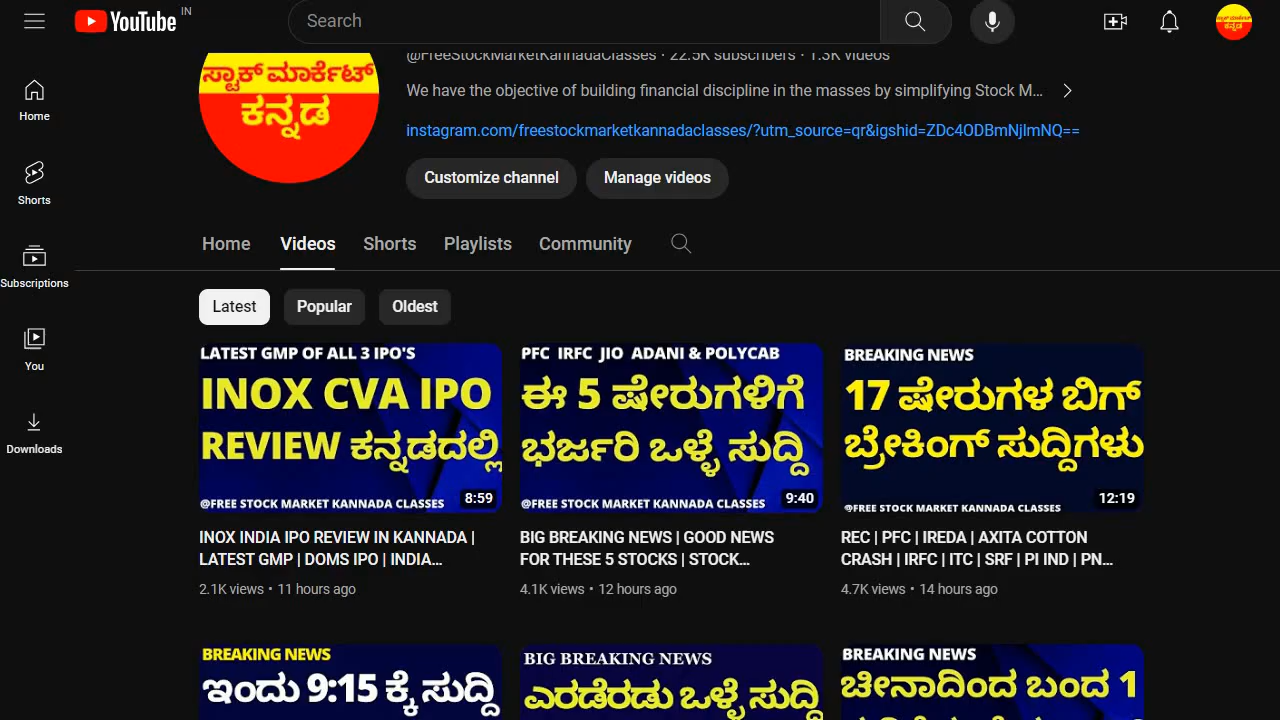 YouTube IN
Search
@FreeStockMarketKannadaClasses · 22.5K subscribers · 1.3K videos
ಸ್ಟಾಕ್ ಮಾರ್ಕೆಟ್
ಕನ್ನಡ
We have the objective of building financial discipline in the masses by simplifying Stock M...
instagram.com/freestockmarketkannadaclasses/?utm_source=qr&igshid=ZDc4ODBmNjlmNQ==
Customize channel
Manage videos
Home
Shorts
Subscriptions
You
Downloads
Home Videos Shorts Playlists Community
Latest Popular Oldest
LATEST GMP OF ALL 3 IPO'S
INOX CVA IPO
REVIEW ಕನ್ನಡದಲ್ಲಿ
@FREE STOCK MARKET KANNADA CLASSES
8:59
INOX INDIA IPO REVIEW IN KANNADA |
LATEST GMP | DOMS IPO | INDIA...
2.1K views • 11 hours ago
PFC IRFC JIO ADANI & POLYCAB
ಈ 5 ಷೇರುಗಳಿಗೆ
ಭರ್ಜರಿ ಒಳ್ಳೆ ಸುದ್ದಿ
@FREE STOCK MARKET KANNADA CLASSES
9:40
BIG BREAKING NEWS | GOOD NEWS
FOR THESE 5 STOCKS | STOCK...
4.1K views • 12 hours ago
BREAKING NEWS
17 ಷೇರುಗಳ ಬಿಗ್
ಬ್ರೇಕಿಂಗ್ ಸುದ್ದಿಗಳು
@FREE STOCK MARKET KANNADA CLASSES
12:19
REC | PFC | IREDA | AXITA COTTON
CRASH | IRFC | ITC | SRF | PI IND | PN...
4.7K views • 14 hours ago
BREAKING NEWS
ಇಂದು 9:15 ಕ್ಕೆ ಸುದ್ದಿ
BIG BREAKING NEWS
ಎರಡೆರಡು ಒಳ್ಳೆ ಸುದ್ದಿ
BREAKING NEWS
ಚೀನಾದಿಂದ ಬಂದ 1